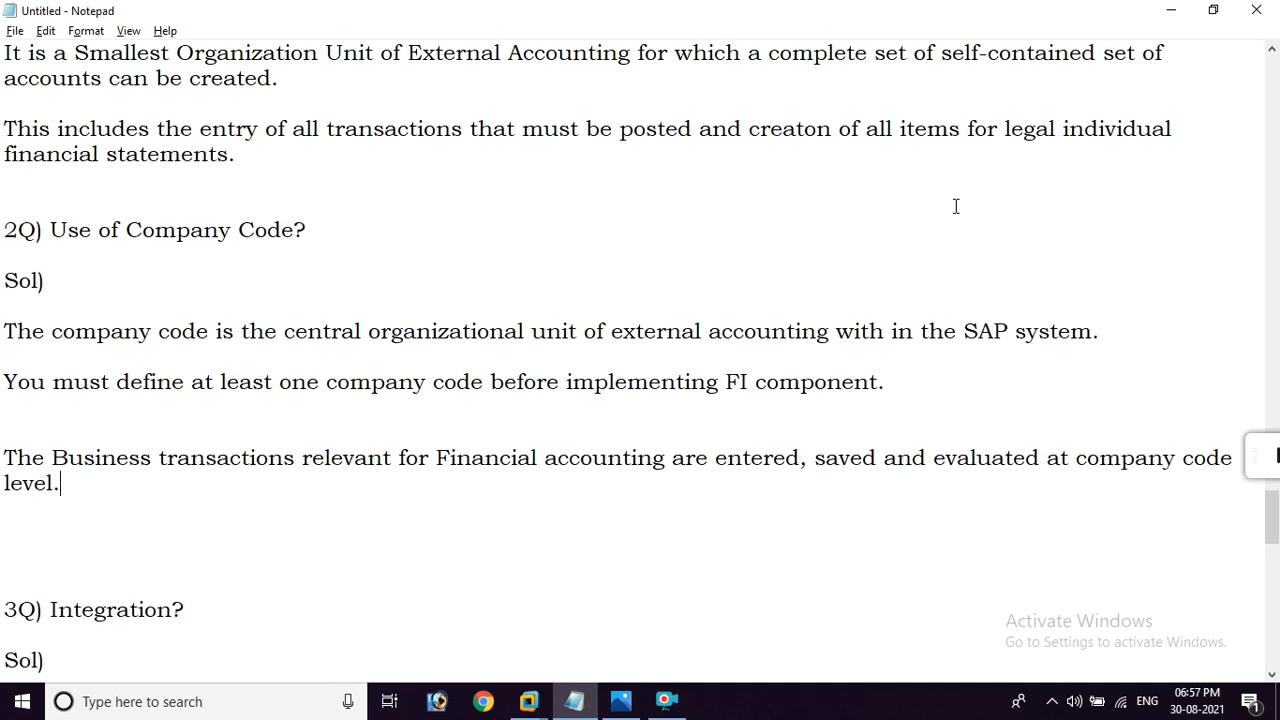 Untitled - Notepad
File Edit Format View Help
It is a Smallest Organization Unit of External Accounting for which a complete set of self-contained set of
accounts can be created.
This includes the entry of all transactions that must be posted and creaton of all items for legal individual
financial statements.
2Q) Use of Company Code?
Sol)
The company code is the central organizational unit of external accounting with in the SAP system.
You must define at least one company code before implementing FI component.
The Business transactions relevant for Financial accounting are entered, saved and evaluated at company code
level.
3Q) Integration?
Sol)
Activate Windows
Go to Settings to activate Windows.
Type here to search
ENG
06:57 PM
30-08-2021
1